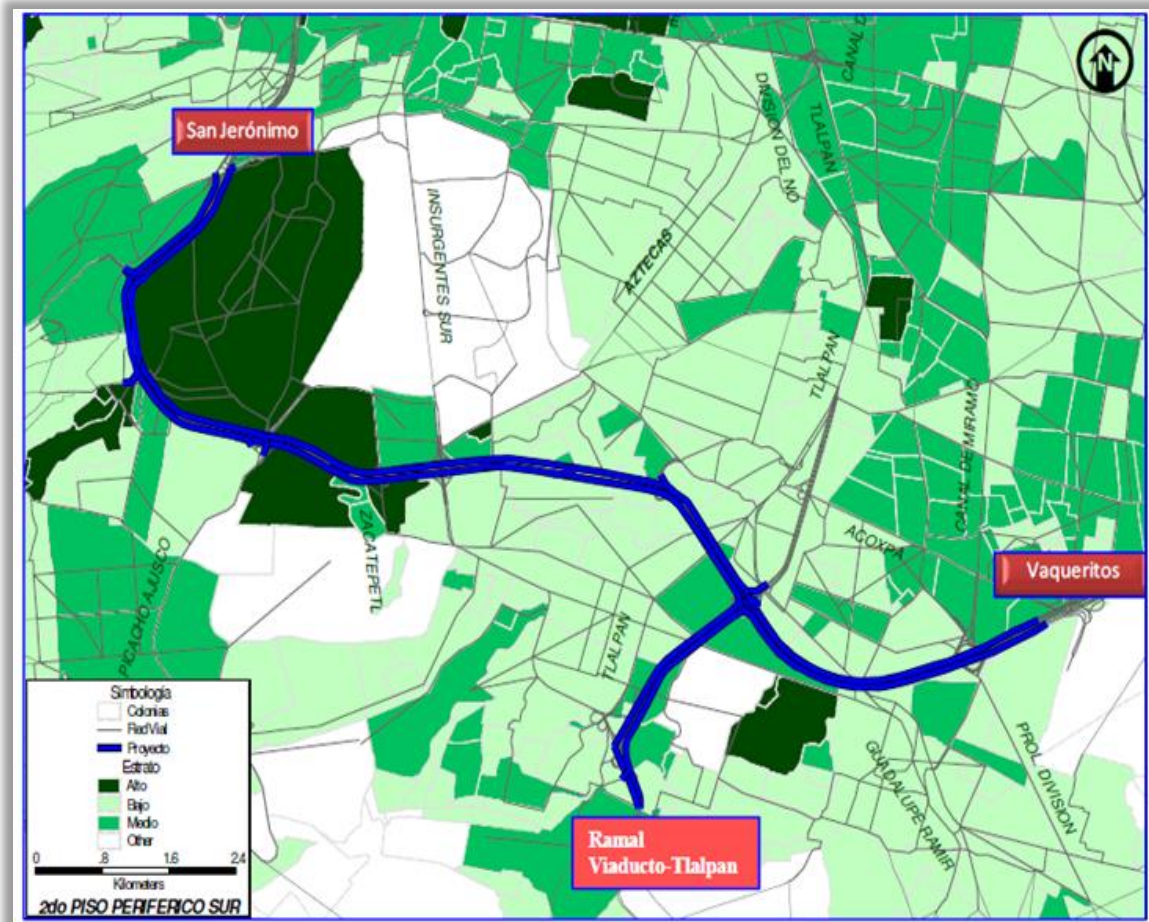 N
San Jerónimo
CANAL D
DIVISION DEL NO
TLALPAN
INSURGENTES SUR
AZTECAS
TLALPAN
CANAL DE MIRAMO
ACOXPA
Vaqueritos
ZACATEPETL
PICACHO AJUSCO
TLALPAN
GUADALUPE RAMIR
PROL. DIVISION
Ramal
Viaducto-Tlalpan
Simbología
Colonias
Red Vial
Proyecto
Estrato
Alto
Bajo
Medio
Other
0 .8 1.6 2.4
Kilometers
2do PISO PERIFERICO SUR